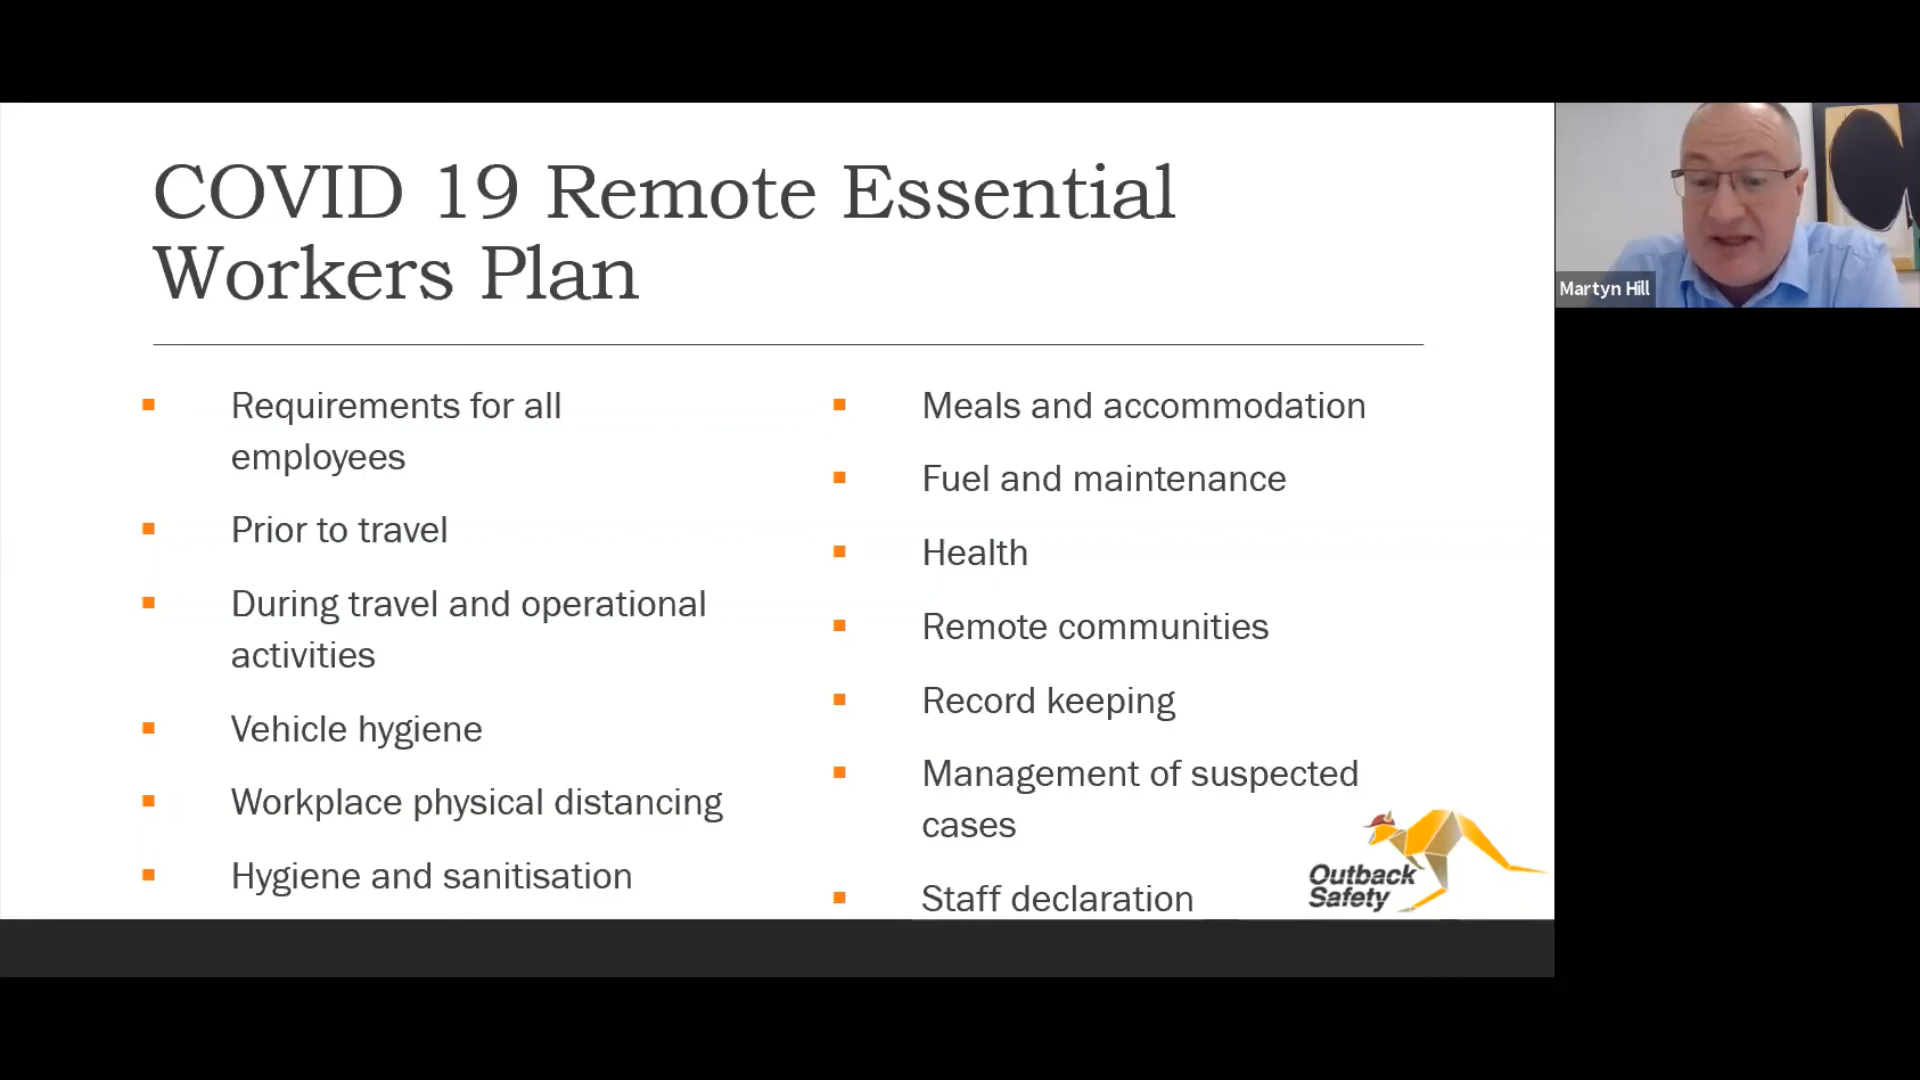 COVID 19 Remote Essential
Workers Plan
Requirements for all
employees
Prior to travel
During travel and operational
activities
Vehicle hygiene
Workplace physical distancing
Hygiene and sanitisation
Meals and accommodation
Fuel and maintenance
Health
Remote communities
Record keeping
Management of suspected
cases
Staff declaration
Outback
Safety
Martyn Hill